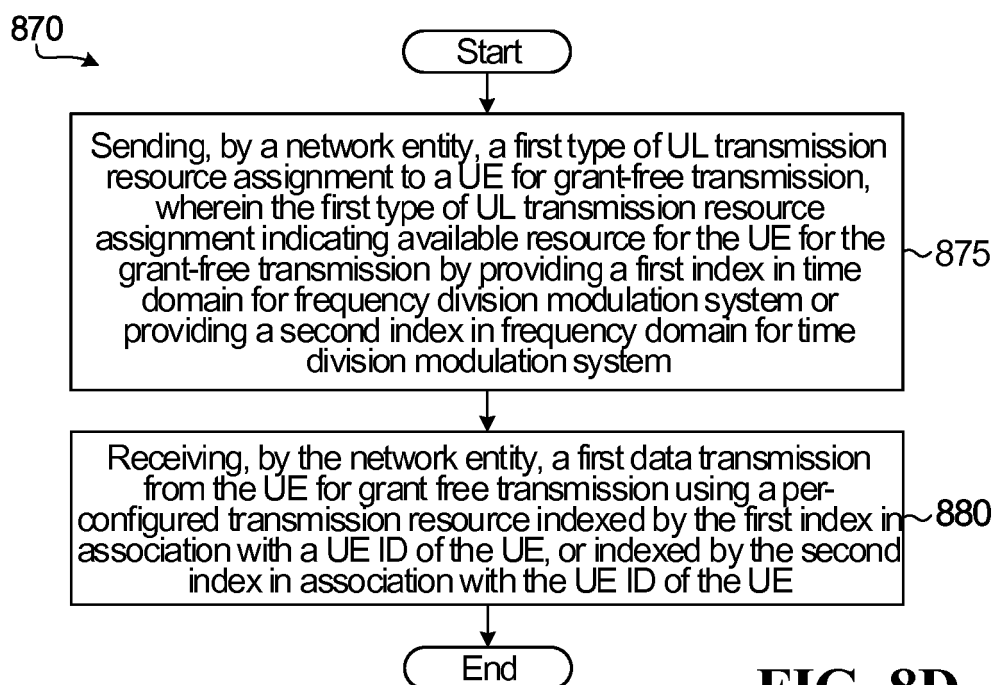 870
Start
Sending, by a network entity, a first type of UL transmission
resource assignment to a UE for grant-free transmission,
wherein the first type of UL transmission resource
assignment indicating available resource for the UE for the
grant-free transmission by providing a first index in time
domain for frequency division modulation system or
providing a second index in frequency domain for time
division modulation system
875
Receiving, by the network entity, a first data transmission
from the UE for grant free transmission using a per-
configured transmission resource indexed by the first index in
association with a UE ID of the UE, or indexed by the second
index in association with the UE ID of the UE
880
End
FIG. 8D